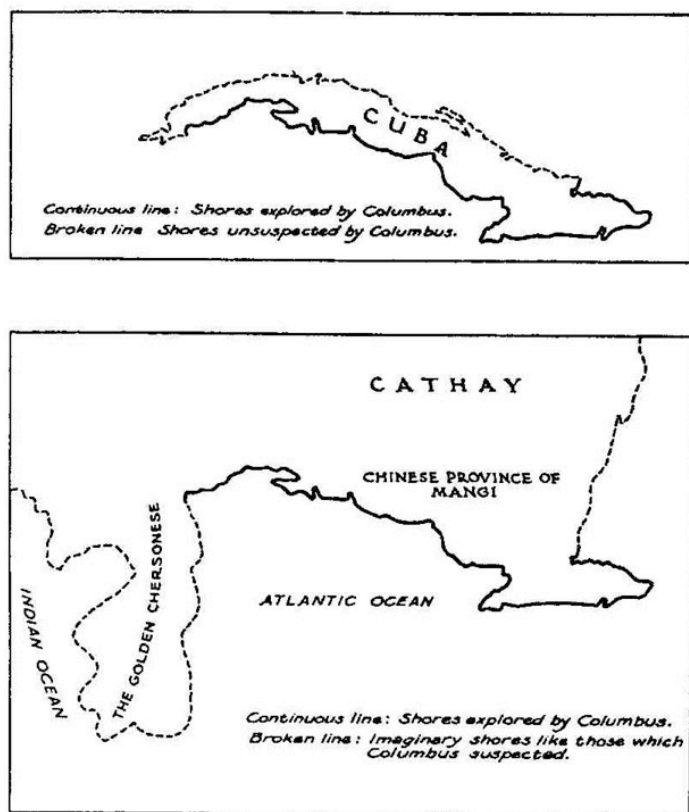 CUBA
Continuous line: Shores explored by Columbus.
Broken line Shores unsuspected by Columbus.
CATHAY
CHINESE PROVINCE OF
MANGI
THE GOLDEN CHERSONESE
INDIAN OCEAN
ATLANTIC OCEAN
Continuous line: Shores explored by Columbus.
Broken line: Imaginary shores like those which
Columbus suspected.